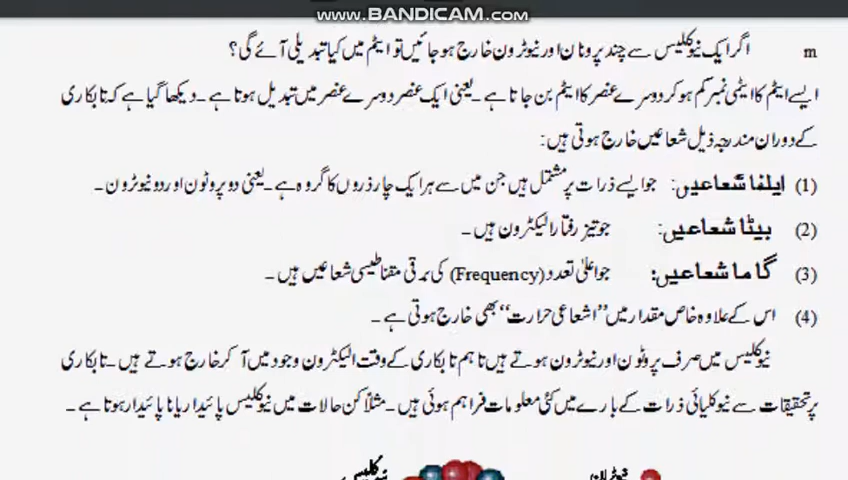 www.BANDICAM.com
m اگر ایک نیوکلیس سے چند پروٹان اور نیوٹرون خارج ہو جائیں تو ایٹم میں کیا تبدیلی آئے گی؟
ایسے ایٹم کا ایٹمی نمبر کم ہو کر دوسرے عنصر کا ایٹم بن جاتا ہے۔ یعنی ایک عنصر دوسرے عنصر میں تبدیل ہوتا ہے۔ دیکھا گیا ہے کہ تابکاری
کے دوران مندرجہ ذیل شعاعیں خارج ہوتی ہیں:
(1) ایلفا شعاعیں: جو ایسے ذرات پر مشتمل ہیں جن میں سے ہر ایک چار ذروں کا گروہ ہے۔ یعنی دو پروٹون اور دو نیوٹرون۔
(2) بیٹا شعاعیں: جو تیز رفتار الیکٹرون ہیں۔
(3) گاما شعاعیں: جو اعلیٰ تعدد (Frequency) کی برقی مقناطیسی شعاعیں ہیں۔
(4) اس کے علاوہ خاص مقدار میں "اشعاعی حرارت" بھی خارج ہوتی ہے۔
نیوکلیس میں صرف پروٹون اور نیوٹرون ہوتے ہیں تاہم تابکاری کے وقت الیکٹرون وجود میں آ کر خارج ہوتے ہیں۔ تابکاری
پر تحقیقات سے نیوکلیائی ذرات کے بارے میں کئی معلومات فراہم ہوئی ہیں۔ مثلاً کن حالات میں نیوکلیس پائیدار یا ناپائیدار ہوتا ہے۔